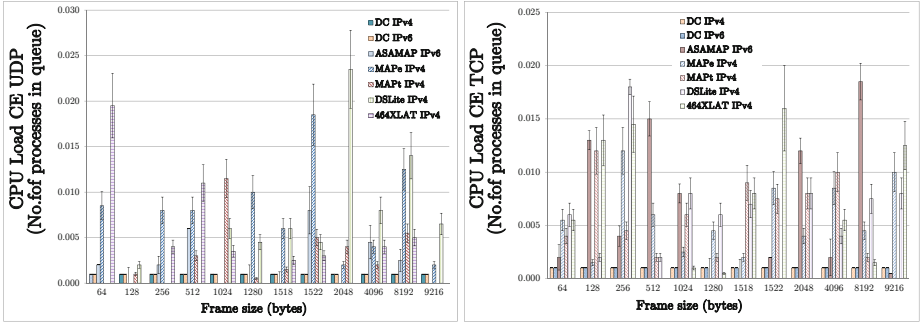 CPU Load CE UDP
(No.fof processes in queue)
0.030
0.025
0.020
0.015
0.010
0.005
0.000
DC IPv4
DC IPv6
ASAMAP IPv6
MAPe IPv4
MAPt IPv4
DSLite IPv4
464XLAT IPv4
64 128 256 512 1024 1280 1518 1522 2048 4096 8192 9216
Frame size (bytes)
CPU Load CE TCP
(No.of processes in queue)
0.025
0.020
0.015
0.010
0.005
0.000
DC IPv4
DC IPv6
ASAMAP IPv6
MAPe IPv4
MAPt IPv4
DSLite IPv4
464XLAT IPv4
64 128 256 512 1024 1280 1518 1522 2048 4096 8192 9216
Frame size (bytes)